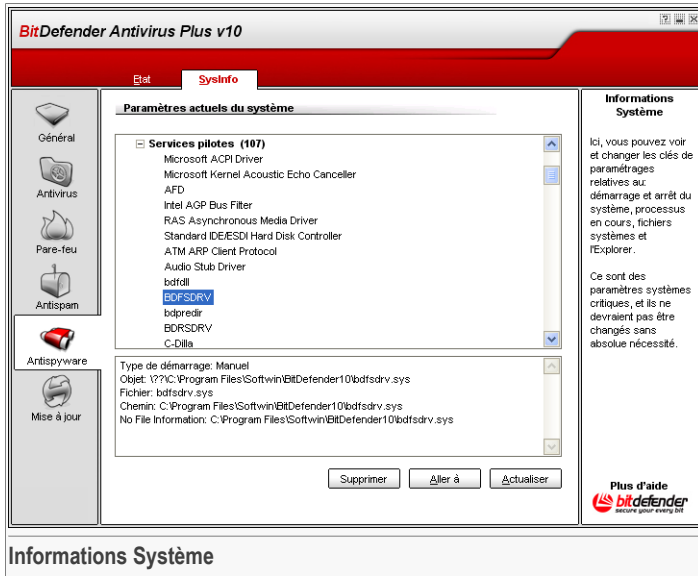 BitDefender Antivirus Plus v10
Etat
SysInfo
Général
Antivirus
Pare-feu
Antispam
Antispyware
Mise à jour
Paramètres actuels du système
Services pilotes (107)
Microsoft ACPI Driver
Microsoft Kernel Acoustic Echo Canceller
AFD
Intel AGP Bus Filter
RAS Asynchronous Media Driver
Standard IDE/ESDI Hard Disk Controller
ATM ARP Client Protocol
Audio Stub Driver
bdfdll
BDFSDRV
bdpredir
BDRSDRV
C-Dilla
Type de démarrage: Manuel
Objet: \??\C:\Program Files\Softwin\BitDefender10\bdfsdrv.sys
Fichier: bdfsdrv.sys
Chemin: C:\Program Files\Softwin\BitDefender10\bdfsdrv.sys
No File Information: C:\Program Files\Softwin\BitDefender10\bdfsdrv.sys
Supprimer
Aller à
Actualiser
Informations
Système
Ici, vous pouvez voir
et changer les clés de
paramétrages
relatives au:
démarrage et arrêt du
système, processus
en cours, fichiers
systèmes et
l'Explorer.
Ce sont des
paramètres systèmes
critiques, et ils ne
devraient pas être
changés sans
absolue nécessité.
Plus d'aide
bitdefender
secure your every bit
Informations Système